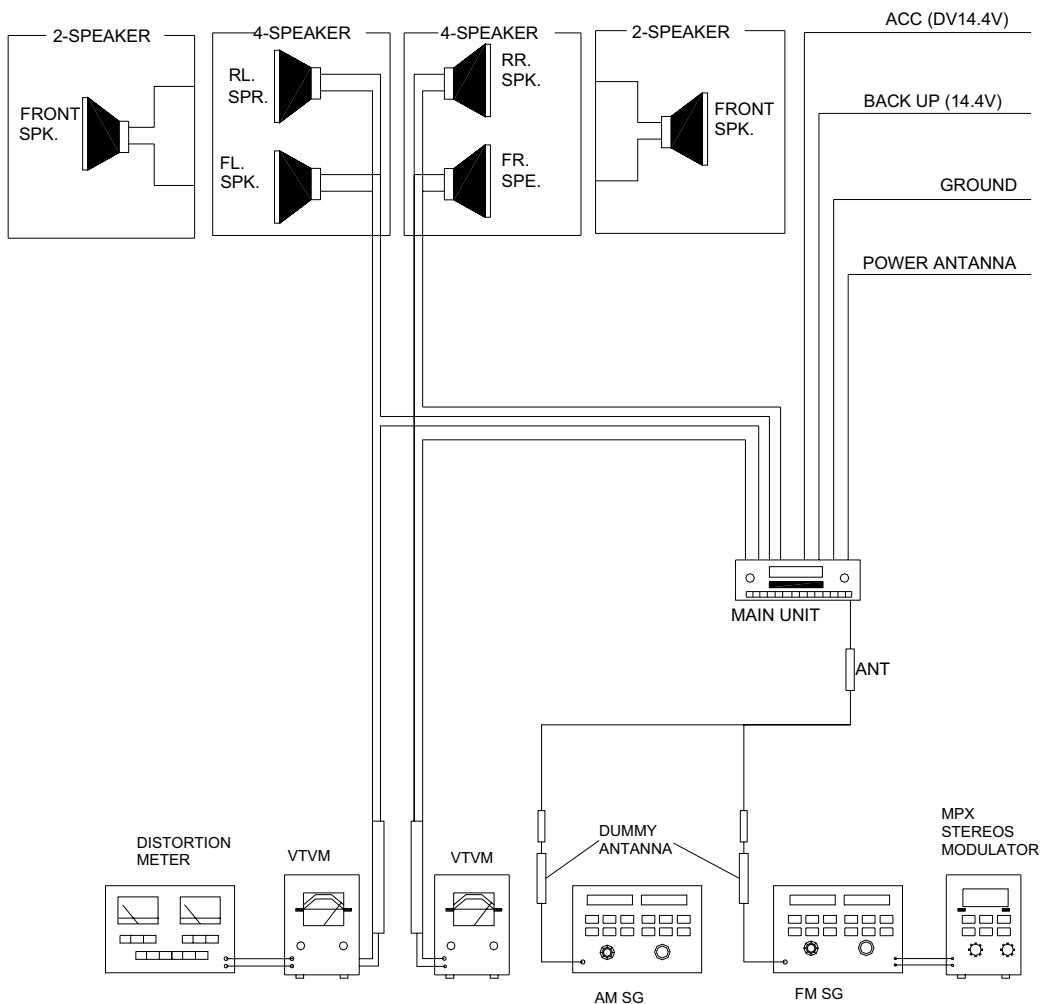 2-SPEAKER
4-SPEAKER
4-SPEAKER
2-SPEAKER
ACC (DV14.4V)
RL.
SPR.
RR.
SPK.
FRONT
SPK.
FRONT
SPK.
BACK UP (14.4V)
FL.
SPK.
FR.
SPE.
GROUND
POWER ANTANNA
MAIN UNIT
ANT
DISTORTION
METER
VTVM
VTVM
DUMMY
ANTANNA
MPX
STEREOS
MODULATOR
AM SG
FM SG